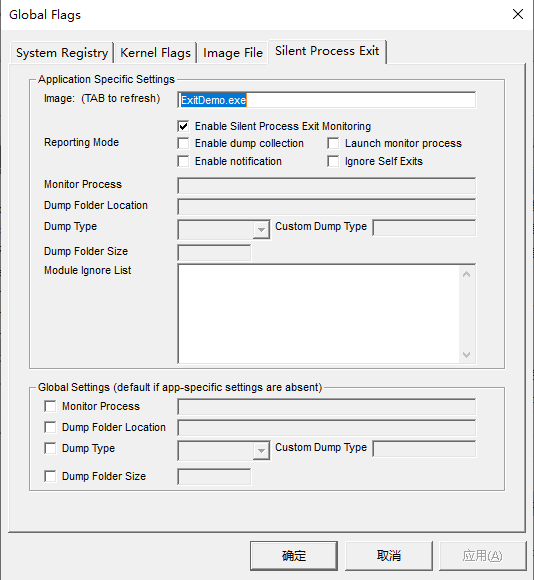 Global Flags
System Registry Kernel Flags Image File Silent Process Exit
Application Specific Settings
Image: (TAB to refresh) ExitDemo.exe
Enable Silent Process Exit Monitoring
Reporting Mode Enable dump collection Launch monitor process
Enable notification Ignore Self Exits
Monitor Process
Dump Folder Location
Dump Type Custom Dump Type
Dump Folder Size
Module Ignore List
Global Settings (default if app-specific settings are absent)
Monitor Process
Dump Folder Location
Dump Type Custom Dump Type
Dump Folder Size
确定 取消 应用(A)